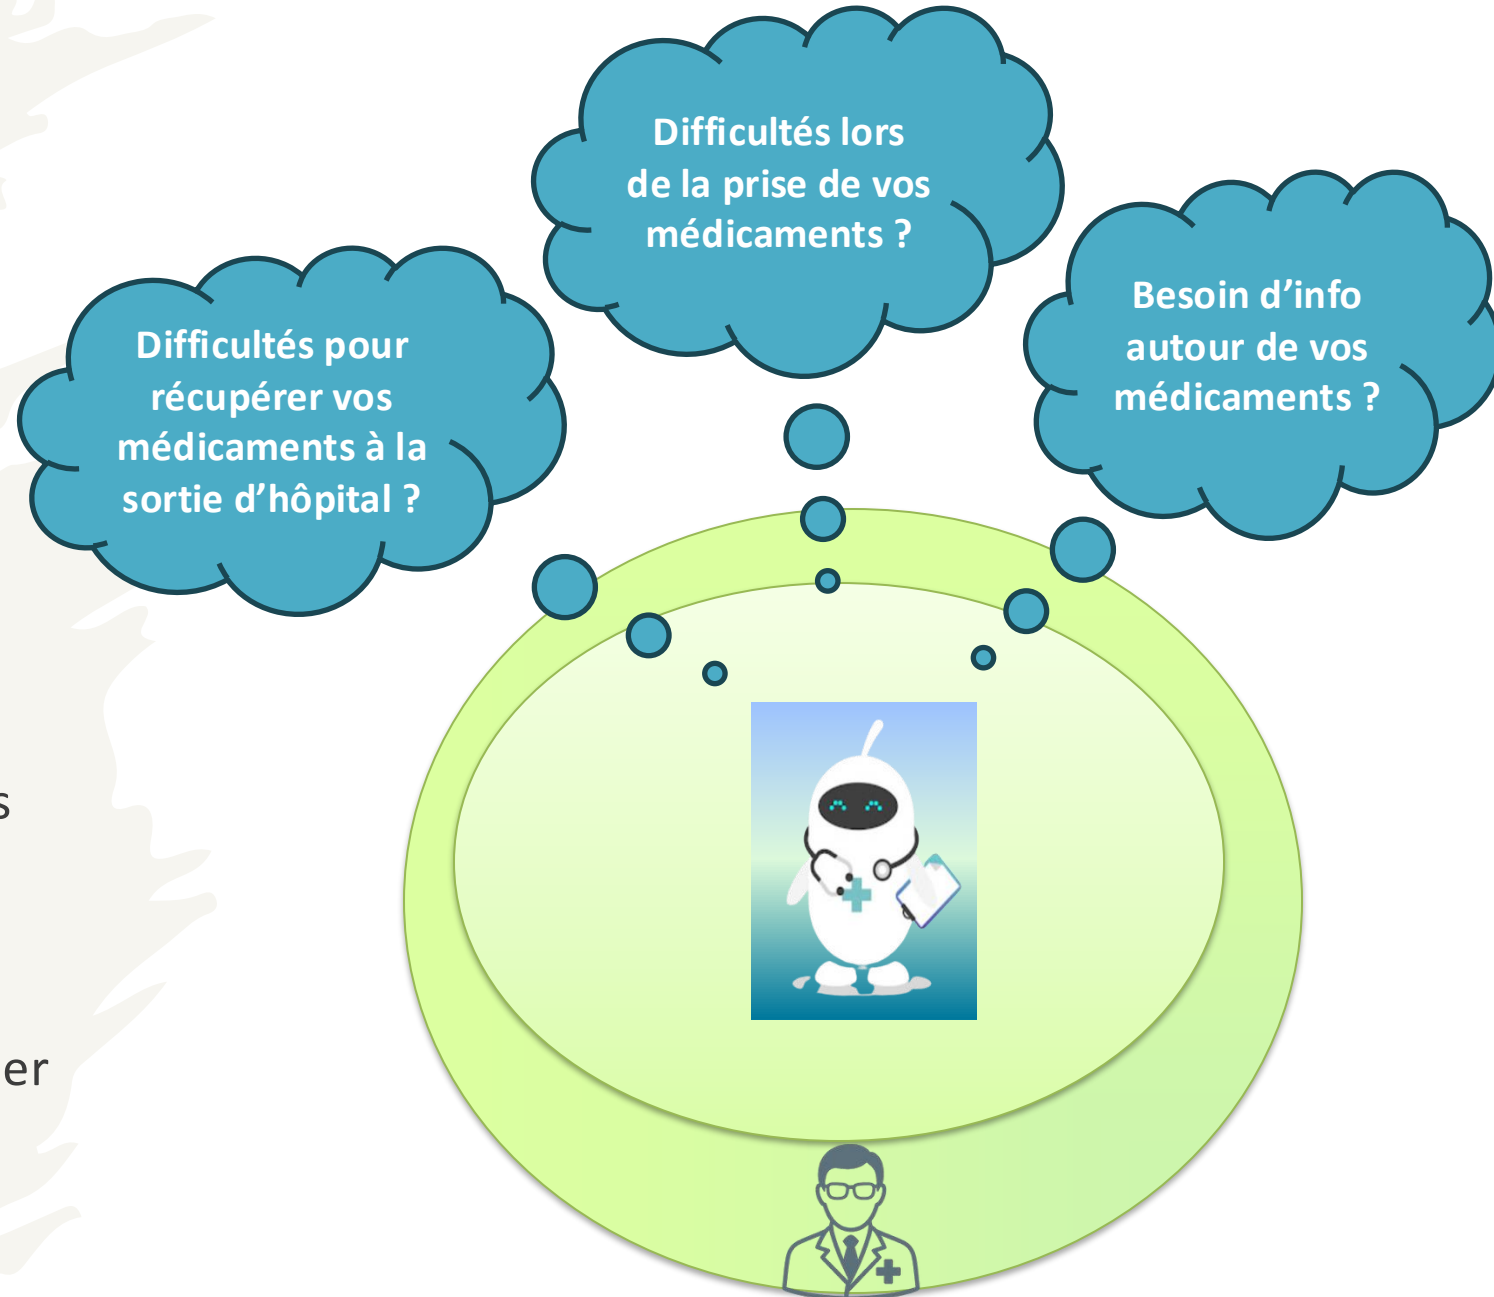 Difficultés lors
de la prise de vos
médicaments ?
Besoin d’info
autour de vos
médicaments ?
Difficultés pour
récupérer vos
médicaments à la
sortie d’hôpital ?
s
er